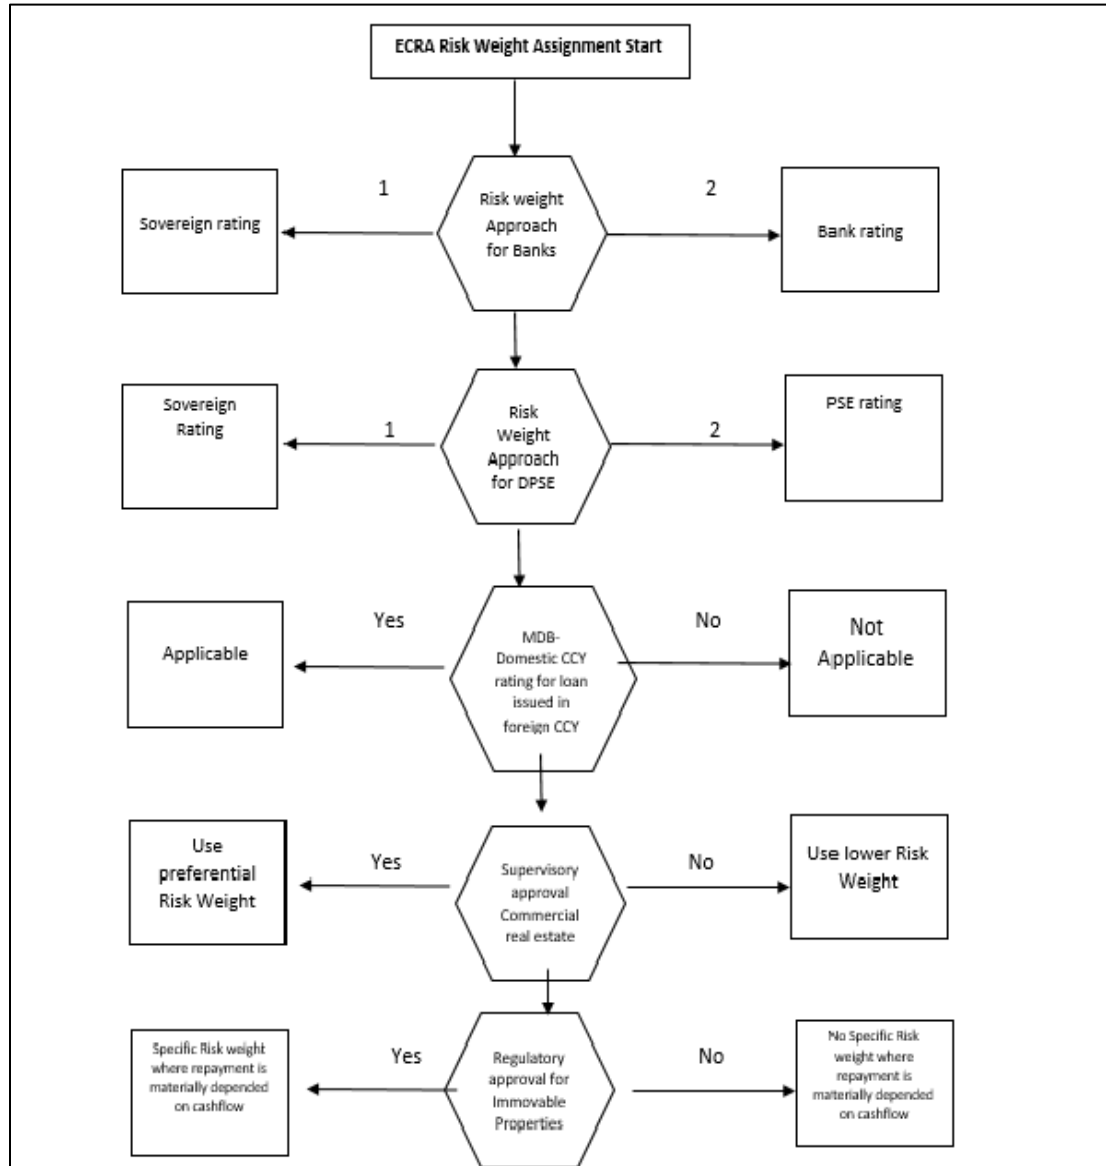 ECRA Risk Weight Assignment Start
1
2
Sovereign rating
Risk weight
Approach
for Banks
Bank rating
Sovereign
Rating
1
Risk
Weight
Approach
for DPSE
2
PSE rating
Applicable
Yes
MDB-
Domestic CCY
rating for loan
issued in
foreign CCY
No
Not
Applicable
Use
preferential
Risk Weight
Yes
Supervisory
approval
Commercial
real estate
No
Use lower Risk
Weight
Specific Risk weight
where repayment is
materially depended
on cashflow
Yes
Regulatory
approval for
Immovable
Properties
No
No Specific Risk
weight where
repayment is
materially depended
on cashflow